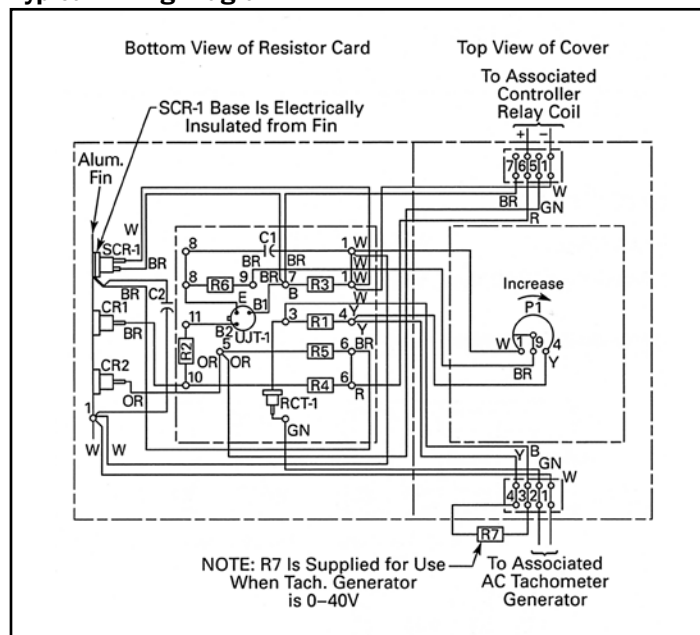 Bottom View of Resistor Card
Top View of Cover
To Associated
Controller
Relay Coil
+ –
SCR-1 Base Is Electrically
Insulated from Fin
Alum.
Fin
7 6 5 1
W
BR
GN
R
W
SCR-1
BR
BR
C2
CR1
BR
CR2
OR
1
W
W
8
C1
1
W
BR
BR
W
8
R6
9
BR
7
R3
1
W
E
B1
B
W
11
B2
UJT-1
3
R1
4
Y
Y
R2
OR
5
OR
R5
6
BR
10
R4
6
R
RCT-1
GN
Increase
P1
W
1 9 4
BR
Y
Y
B
GN
W
4 3 2 1
R7
NOTE: R7 Is Supplied for Use
When Tach. Generator
is 0–40V
To Associated
AC Tachometer
Generator